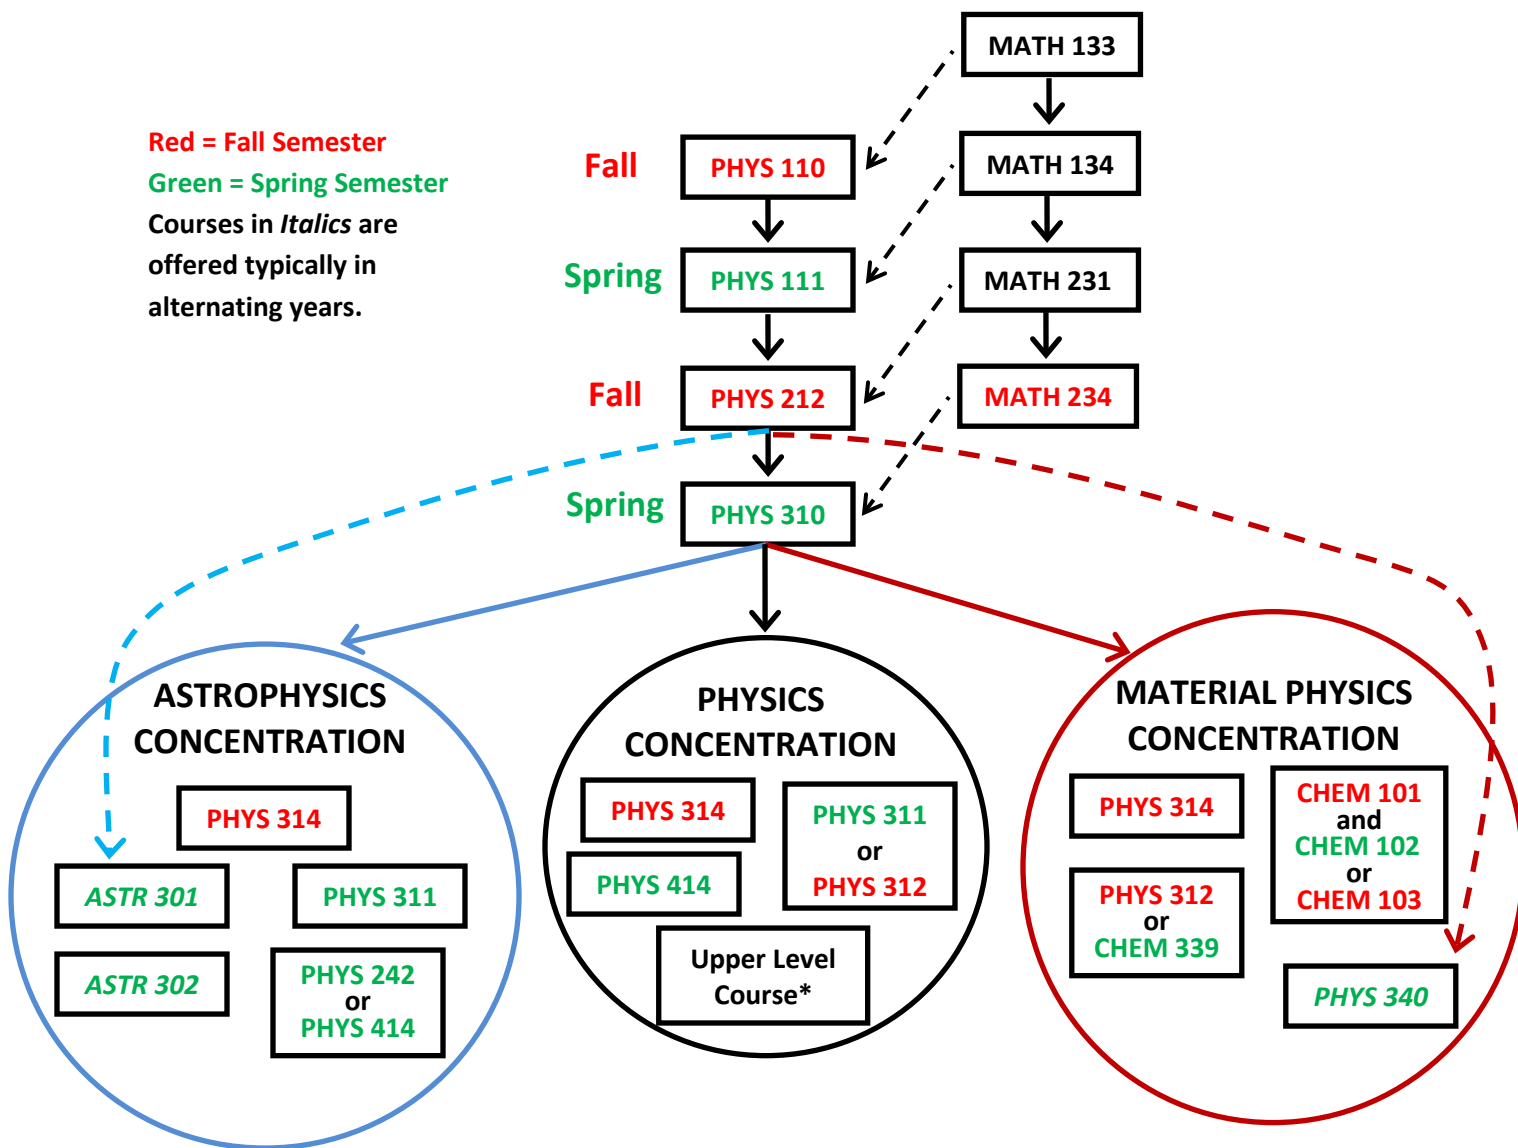 MATH 133
Red = Fall Semester
Green = Spring Semester
Courses in Italics are
offered typically in
alternating years.
Fall
PHYS 110
MATH 134
Spring
PHYS 111
MATH 231
Fall
PHYS 212
MATH 234
Spring
PHYS 310
ASTROPHYSICS
CONCENTRATION
PHYS 314
ASTR 301
PHYS 311
ASTR 302
PHYS 242
or
PHYS 414
PHYSICS
CONCENTRATION
PHYS 314
PHYS 311
or
PHYS 312
PHYS 414
Upper Level
Course*
MATERIAL PHYSICS
CONCENTRATION
PHYS 314
CHEM 101
and
CHEM 102
or
CHEM 103
PHYS 312
or
CHEM 339
PHYS 340